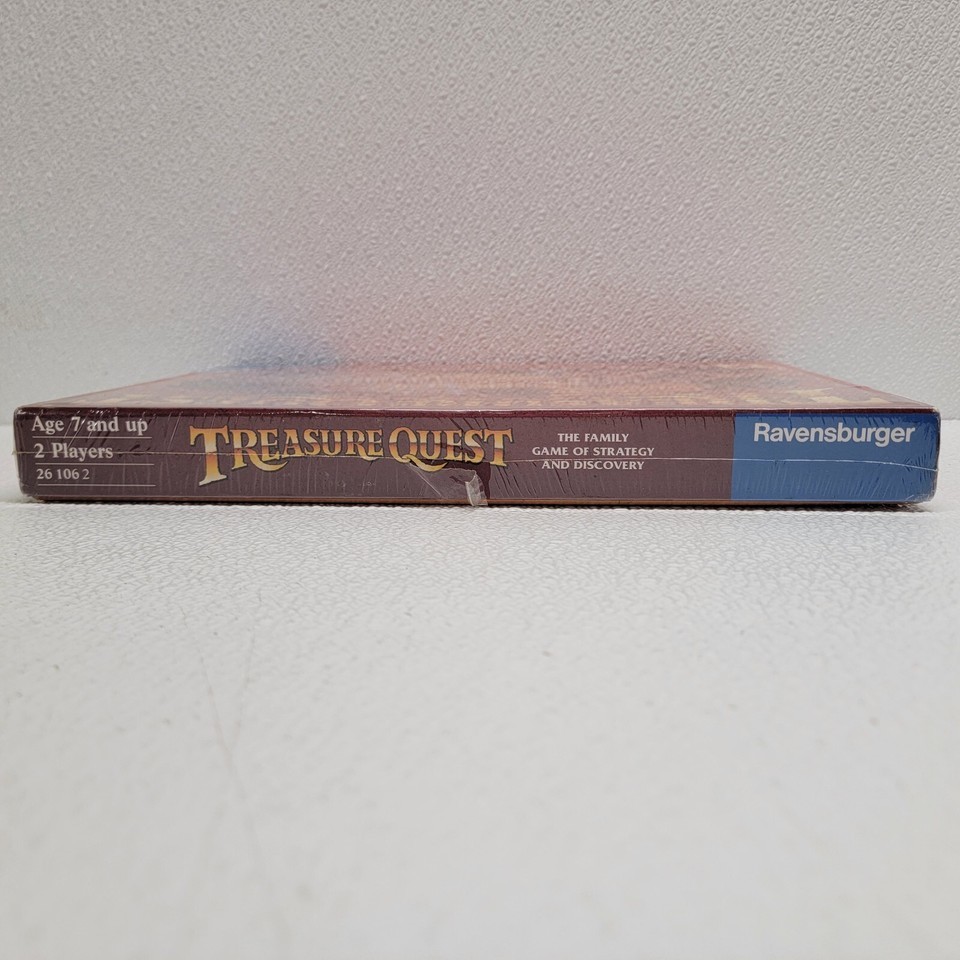 Age 7 and up
2 Players
26 106 2
TREASURE QUEST
THE FAMILY
GAME OF STRATEGY
AND DISCOVERY
Ravensburger